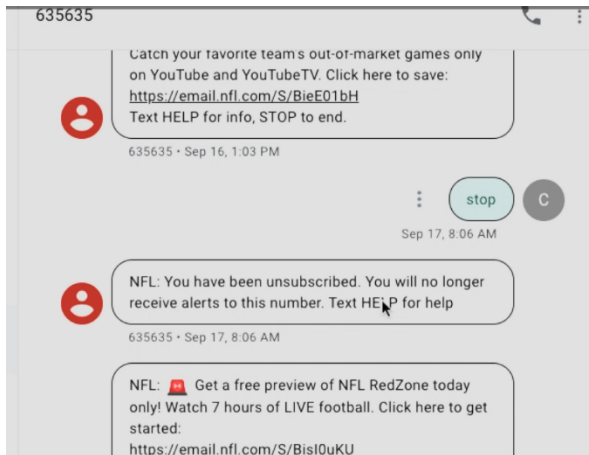 635635
Catch your favorite team's out-of-market games only
on YouTube and YouTubeTV. Click here to save:
https://email.nfl.com/S/BieE01bH
Text HELP for info, STOP to end.
635635 • Sep 16, 1:03 PM
stop
C
Sep 17, 8:06 AM
NFL: You have been unsubscribed. You will no longer
receive alerts to this number. Text HELP for help
635635 • Sep 17, 8:06 AM
NFL: 🚨 Get a free preview of NFL RedZone today
only! Watch 7 hours of LIVE football. Click here to get
started:
https://email.nfl.com/S/BisI0uKU